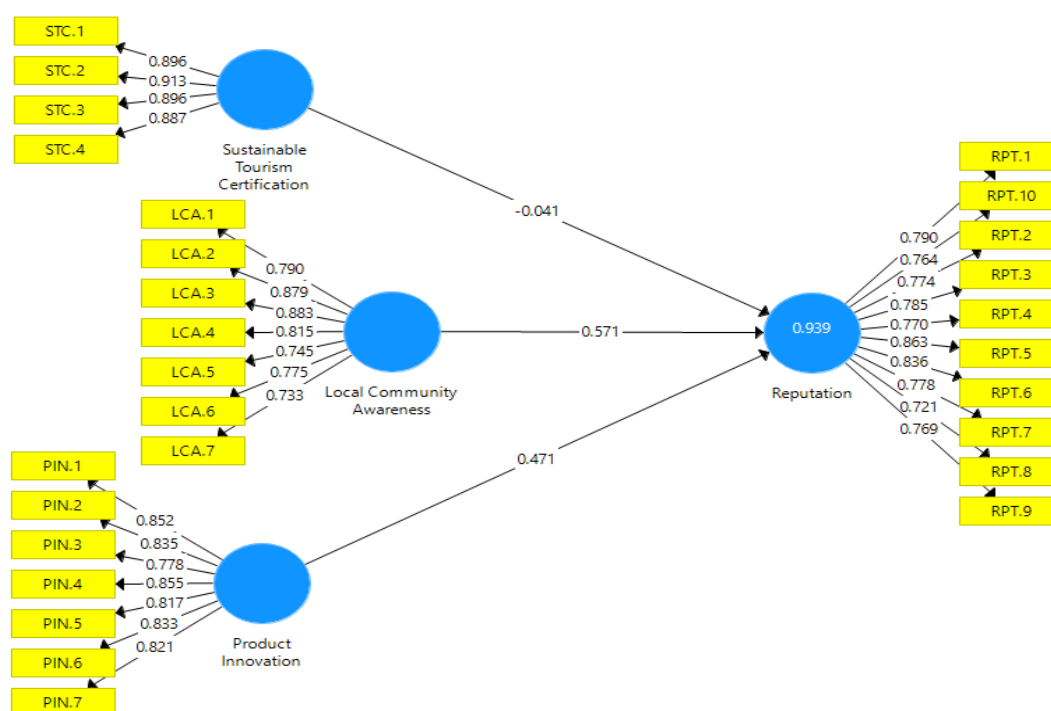 STC.1
STC.2
STC.3
STC.4
0.896
0.913
0.896
0.887
Sustainable
Tourism
Certification
-0.041
LCA.1
LCA.2
LCA.3
LCA.4
LCA.5
LCA.6
LCA.7
0.790
0.879
0.883
0.815
0.745
0.775
0.733
Local Community
Awareness
0.571
PIN.1
PIN.2
PIN.3
PIN.4
PIN.5
PIN.6
PIN.7
0.852
0.835
0.778
0.855
0.817
0.833
0.821
Product
Innovation
0.471
0.939
Reputation
0.790
0.764
0.774
0.785
0.770
0.863
0.836
0.778
0.721
0.769
RPT.1
RPT.10
RPT.2
RPT.3
RPT.4
RPT.5
RPT.6
RPT.7
RPT.8
RPT.9